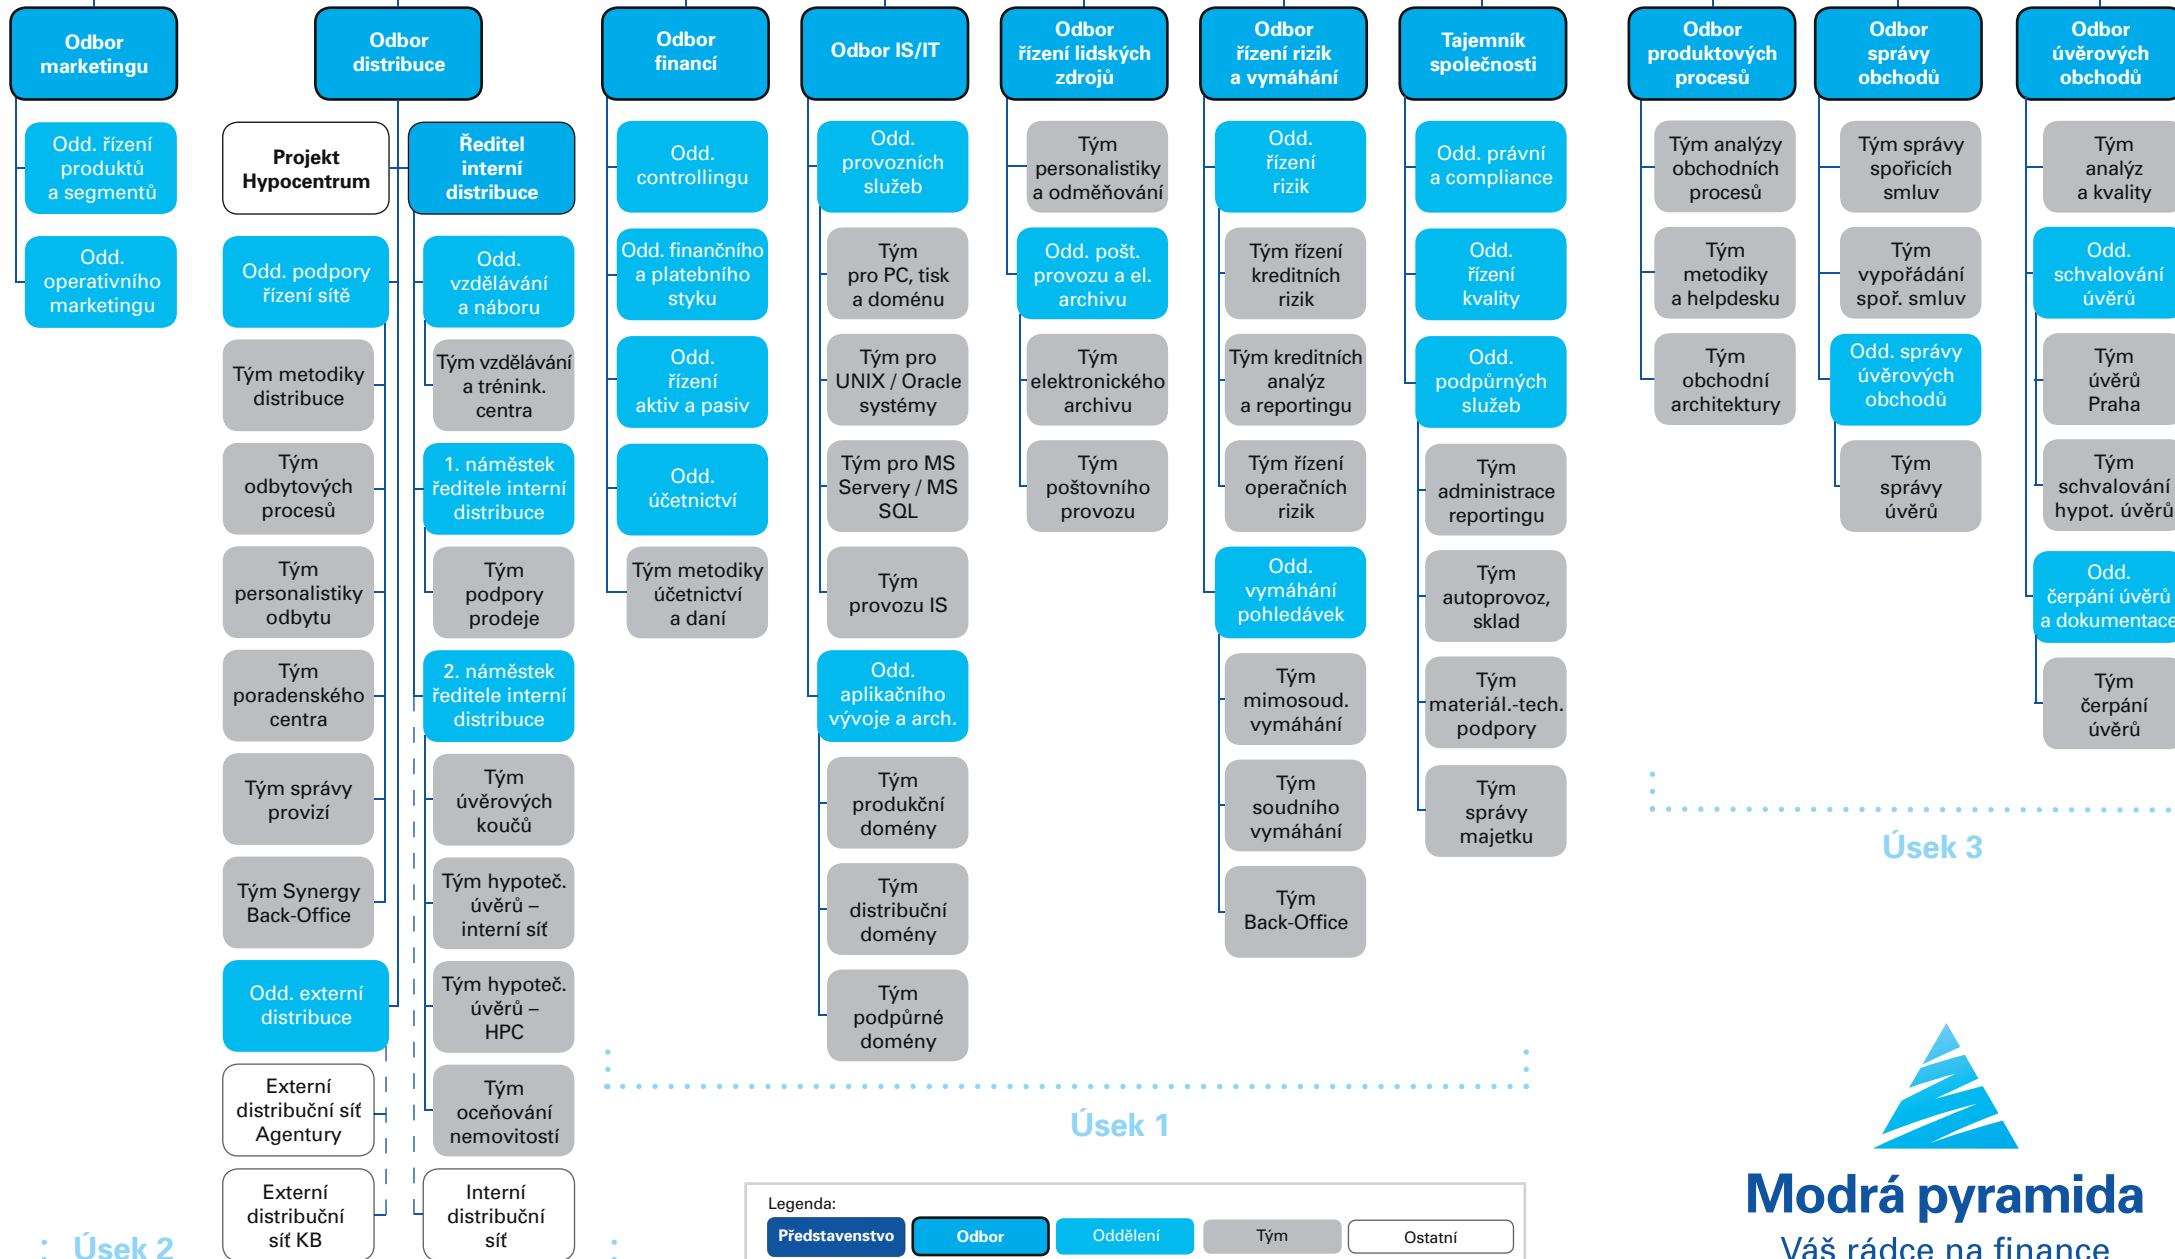 Odbor
marketingu
Odd. řízení
produktů
a segmentů
Odd.
operativního
marketingu
Odbor
distribuce
Projekt
Hypocentrum
Odd. podpory
řízení sítě
Tým metodiky
distribuce
Tým
odbytových
procesů
Tým
personalistiky
odbytu
Tým
poradenského
centra
Tým správy
provizí
Tým Synergy
Back-Office
Odd. externí
distribuce
Externí
distribuční síť
Agentury
Externí
distribuční
síť KB
Ředitel
interní
distribuce
Odd.
vzdělávání
a náboru
Tým vzdělávání
a trénink.
centra
1. náměstek
ředitele interní
distribuce
Tým
podpory
prodeje
2. náměstek
ředitele interní
distribuce
Tým
úvěrových
koučů
Tým hypoteč.
úvěrů –
interní síť
Tým hypoteč.
úvěrů –
HPC
Tým
oceňování
nemovitostí
Interní
distribuční
síť
Úsek 2
Odbor
financí
Odd.
controllingu
Odd. finančního
a platebního
styku
Odd.
řízení
aktiv a pasiv
Odd.
účetnictví
Tým metodiky
účetnictví
a daní
Odbor IS/IT
Odd.
provozních
služeb
Tým
pro PC, tisk
a doménu
Tým pro
UNIX / Oracle
systémy
Tým pro MS
Servery / MS
SQL
Tým
provozu IS
Odd.
aplikačního
vývoje a arch.
Tým
produkční
domény
Tým
distribuční
domény
Tým
podpůrné
domény
Odbor
řízení lidských
zdrojů
Tým
personalistiky
a odměňování
Odd. pošt.
provozu a el.
archivu
Tým
elektronického
archivu
Tým
poštovního
provozu
Odbor
řízení rizik
a vymáhání
Odd.
řízení
rizik
Tým řízení
kreditních
rizik
Tým kreditních
analýz
a reportingu
Tým řízení
operačních
rizik
Odd.
vymáhání
pohledávek
Tým
mimosoud.
vymáhání
Tým
soudního
vymáhání
Tým
Back-Office
Tajemník
společnosti
Odd. právní
a compliance
Odd.
řízení
kvality
Odd.
podpůrných
služeb
Tým
administrace
reportingu
Tým
autoprovoz,
sklad
Tým
materiál.-tech.
podpory
Tým
správy
majetku
Úsek 1
Odbor
produktových
procesů
Tým analýzy
obchodních
procesů
Tým
metodiky
a helpdesku
Tým
obchodní
architektury
Odbor
správy
obchodů
Tým správy
spořicích
smluv
Tým
vypořádání
spoř. smluv
Odd. správy
úvěrových
obchodů
Tým
správy
úvěrů
Odbor
úvěrových
obchodů
Tým
analýz
a kvality
Odd.
schvalování
úvěrů
Tým
úvěrů
Praha
Tým
schvalování
hypot. úvěrů
Odd.
čerpání úvěrů
a dokumentace
Tým
čerpání
úvěrů
Úsek 3
Legenda:
Představenstvo
Odbor
Oddělení
Tým
Ostatní
Modrá pyramida
Váš rádce na finance